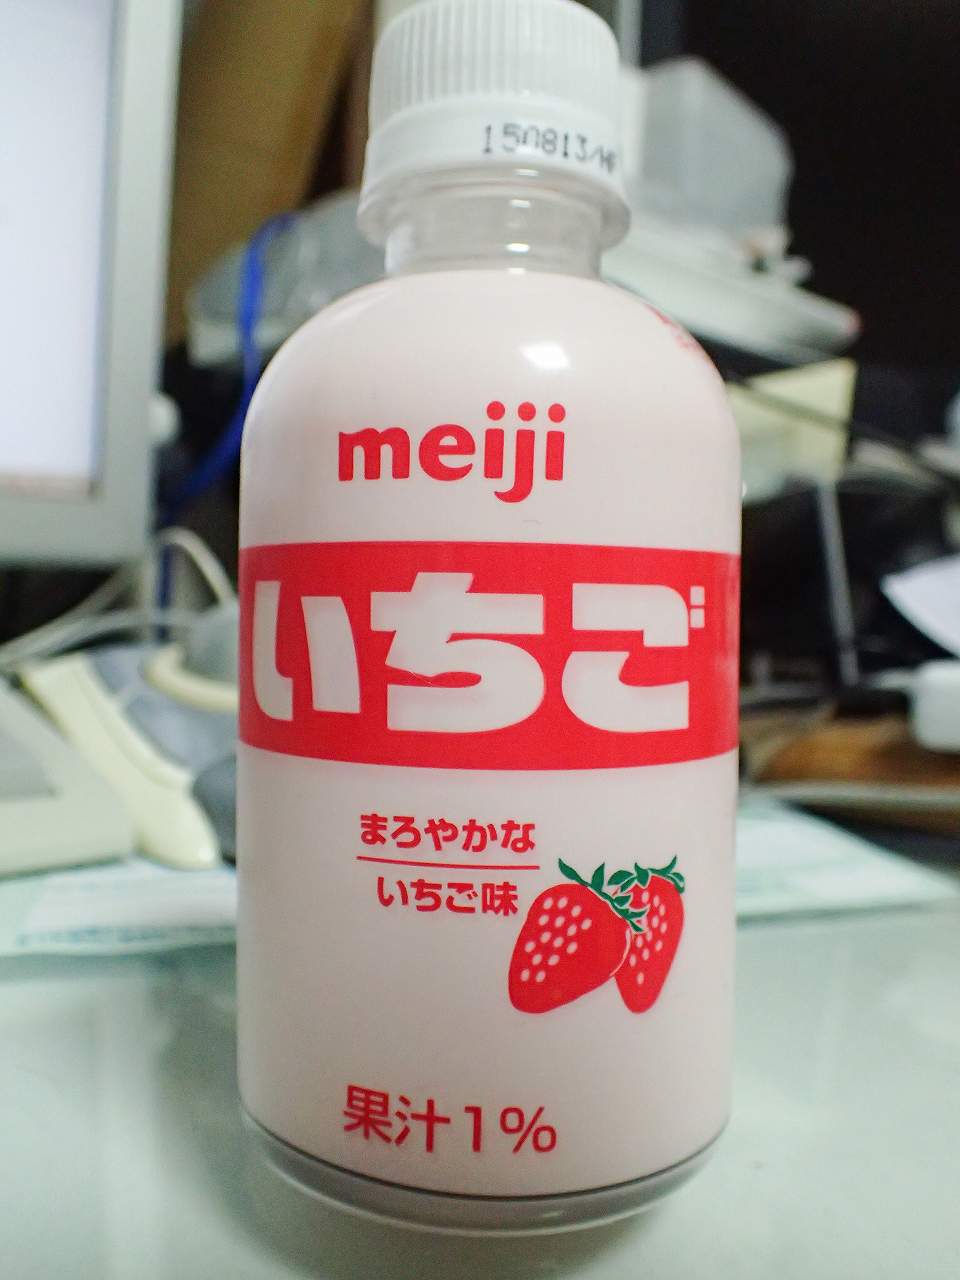 150813/
meiji
いちご
まろやかな
いちご味
果汁1%